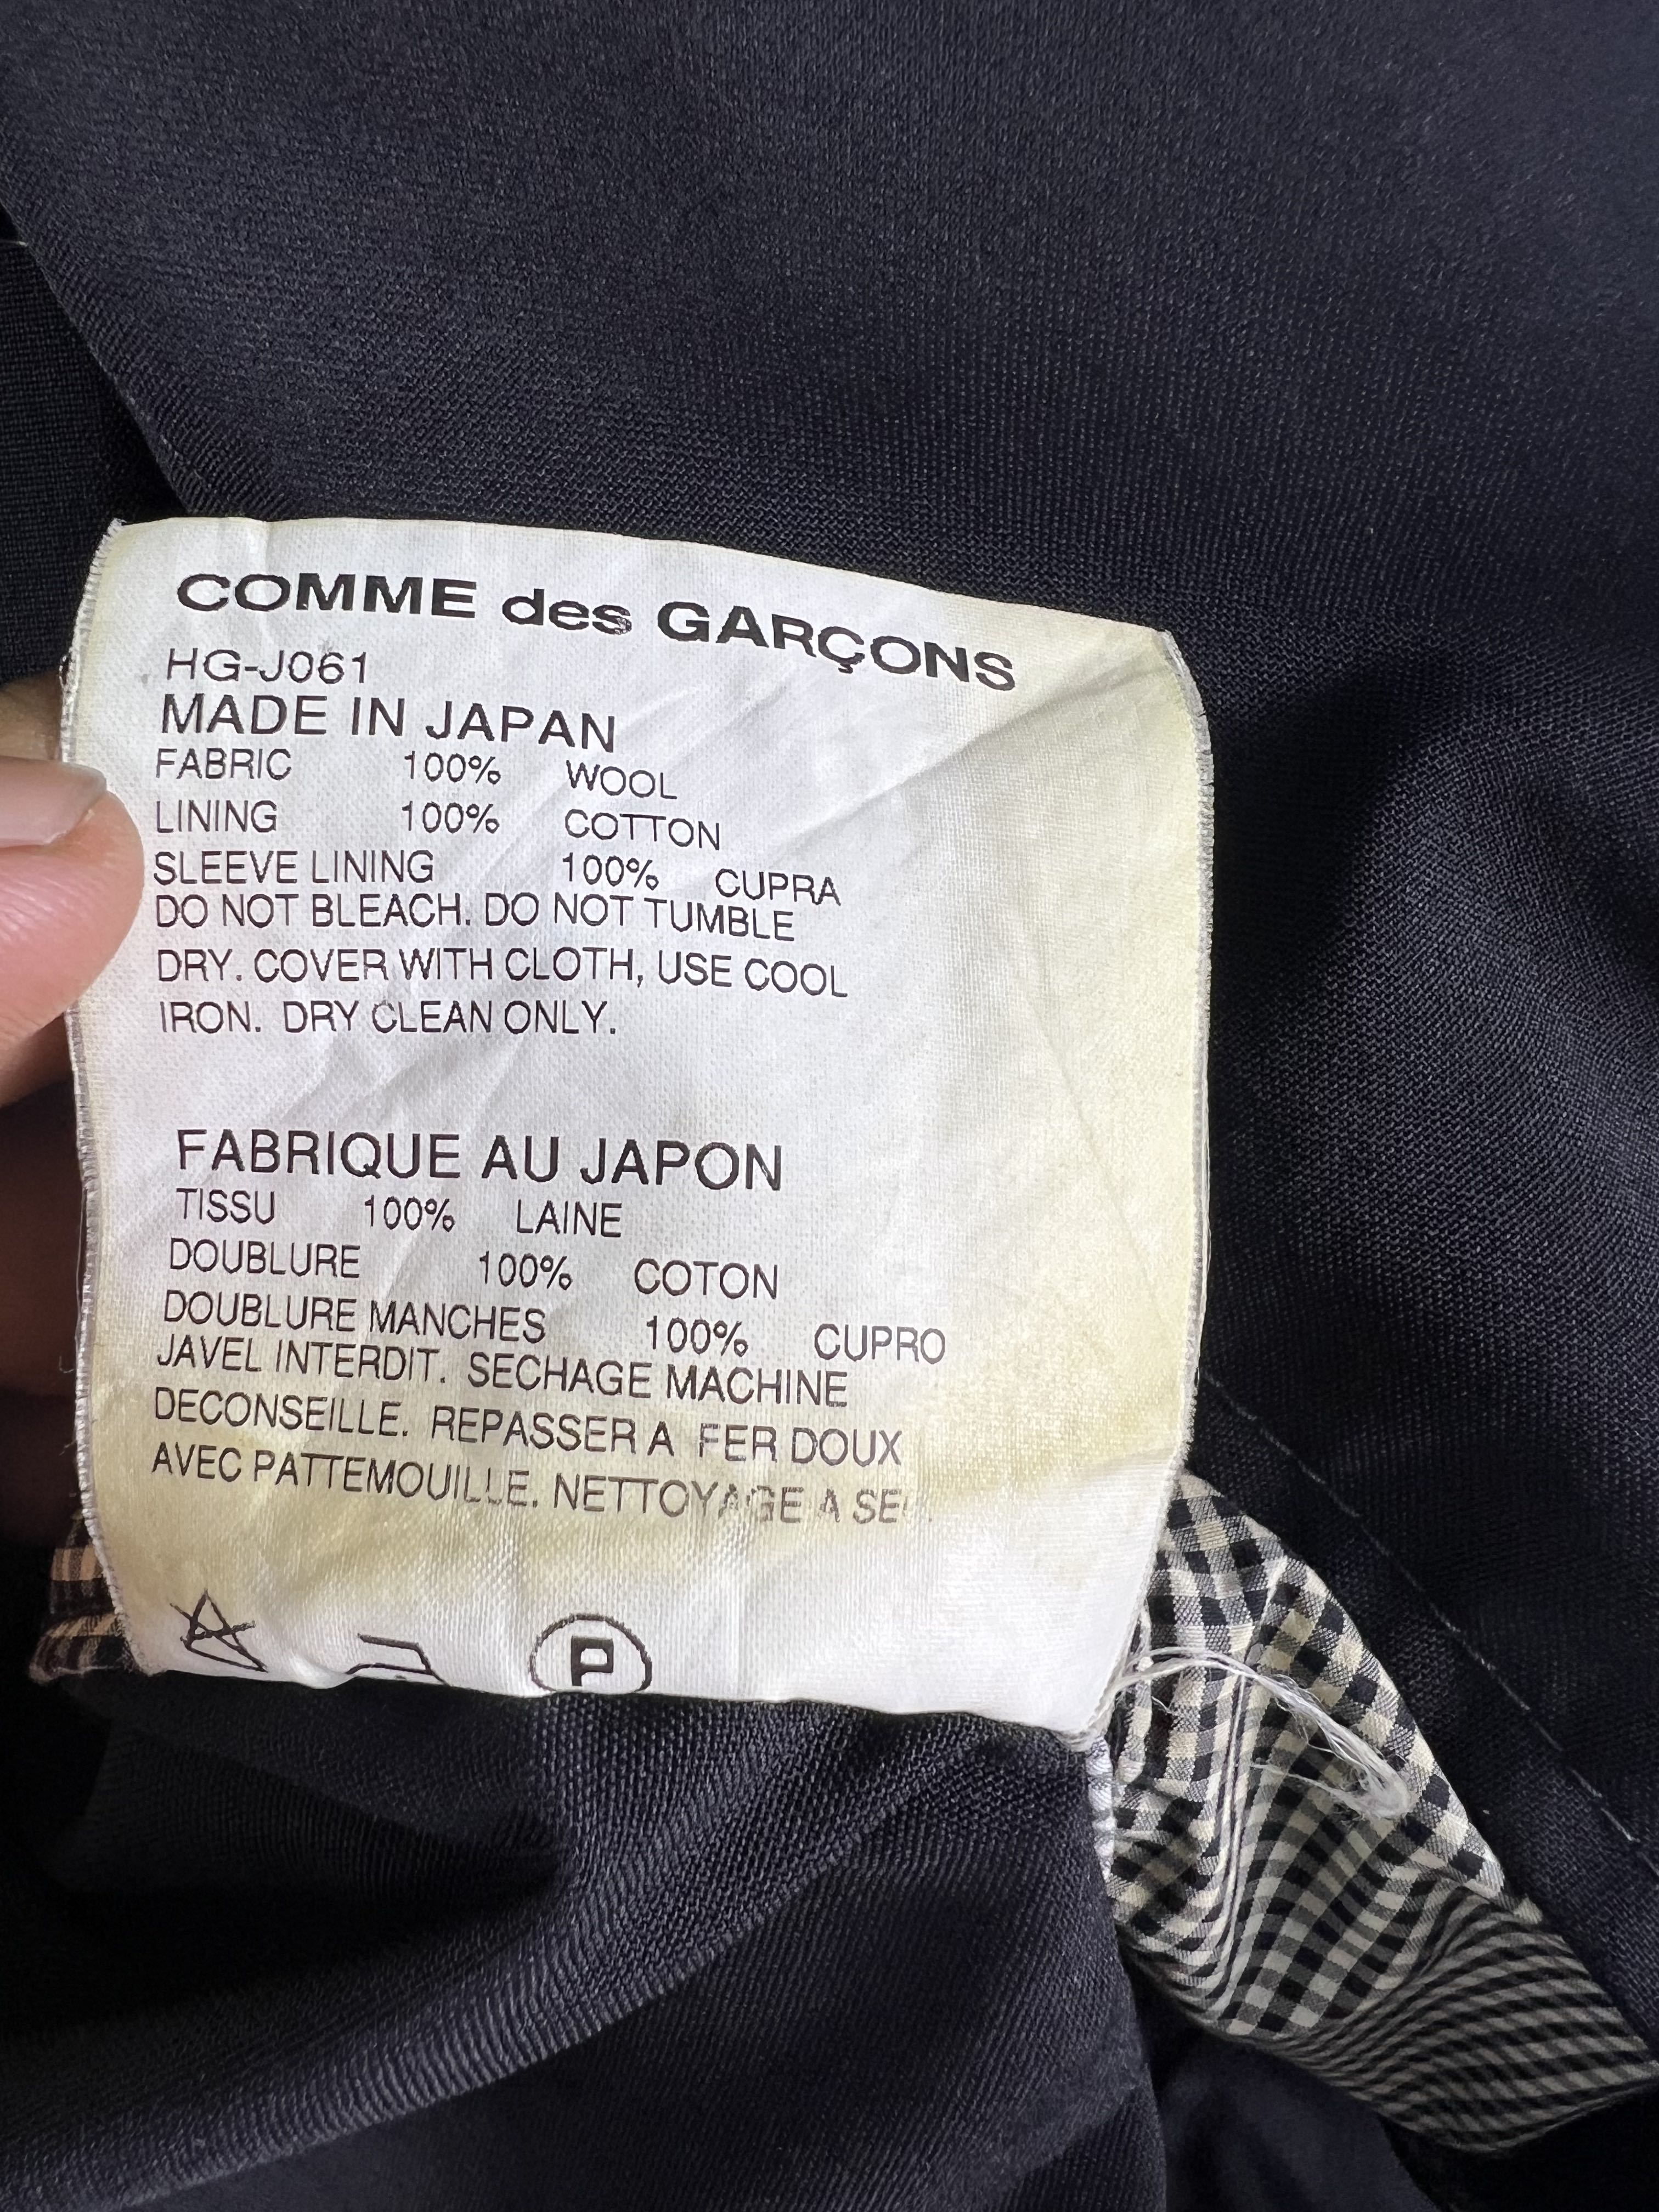 COMME des GARÇONS
HG-J061
MADE IN JAPAN
FABRIC 100% WOOL
LINING 100% COTTON
SLEEVE LINING 100% CUPRA
DO NOT BLEACH. DO NOT TUMBLE
DRY. COVER WITH CLOTH, USE COOL
IRON. DRY CLEAN ONLY.
FABRIQUE AU JAPON
TISSU 100% LAINE
DOUBLURE 100% COTON
DOUBLURE MANCHES 100% CUPRO
JAVEL INTERDIT. SECHAGE MACHINE
DECONSEILLE. REPASSER A FER DOUX
AVEC PATTEMOUILLE. NETTOYAGE A
P